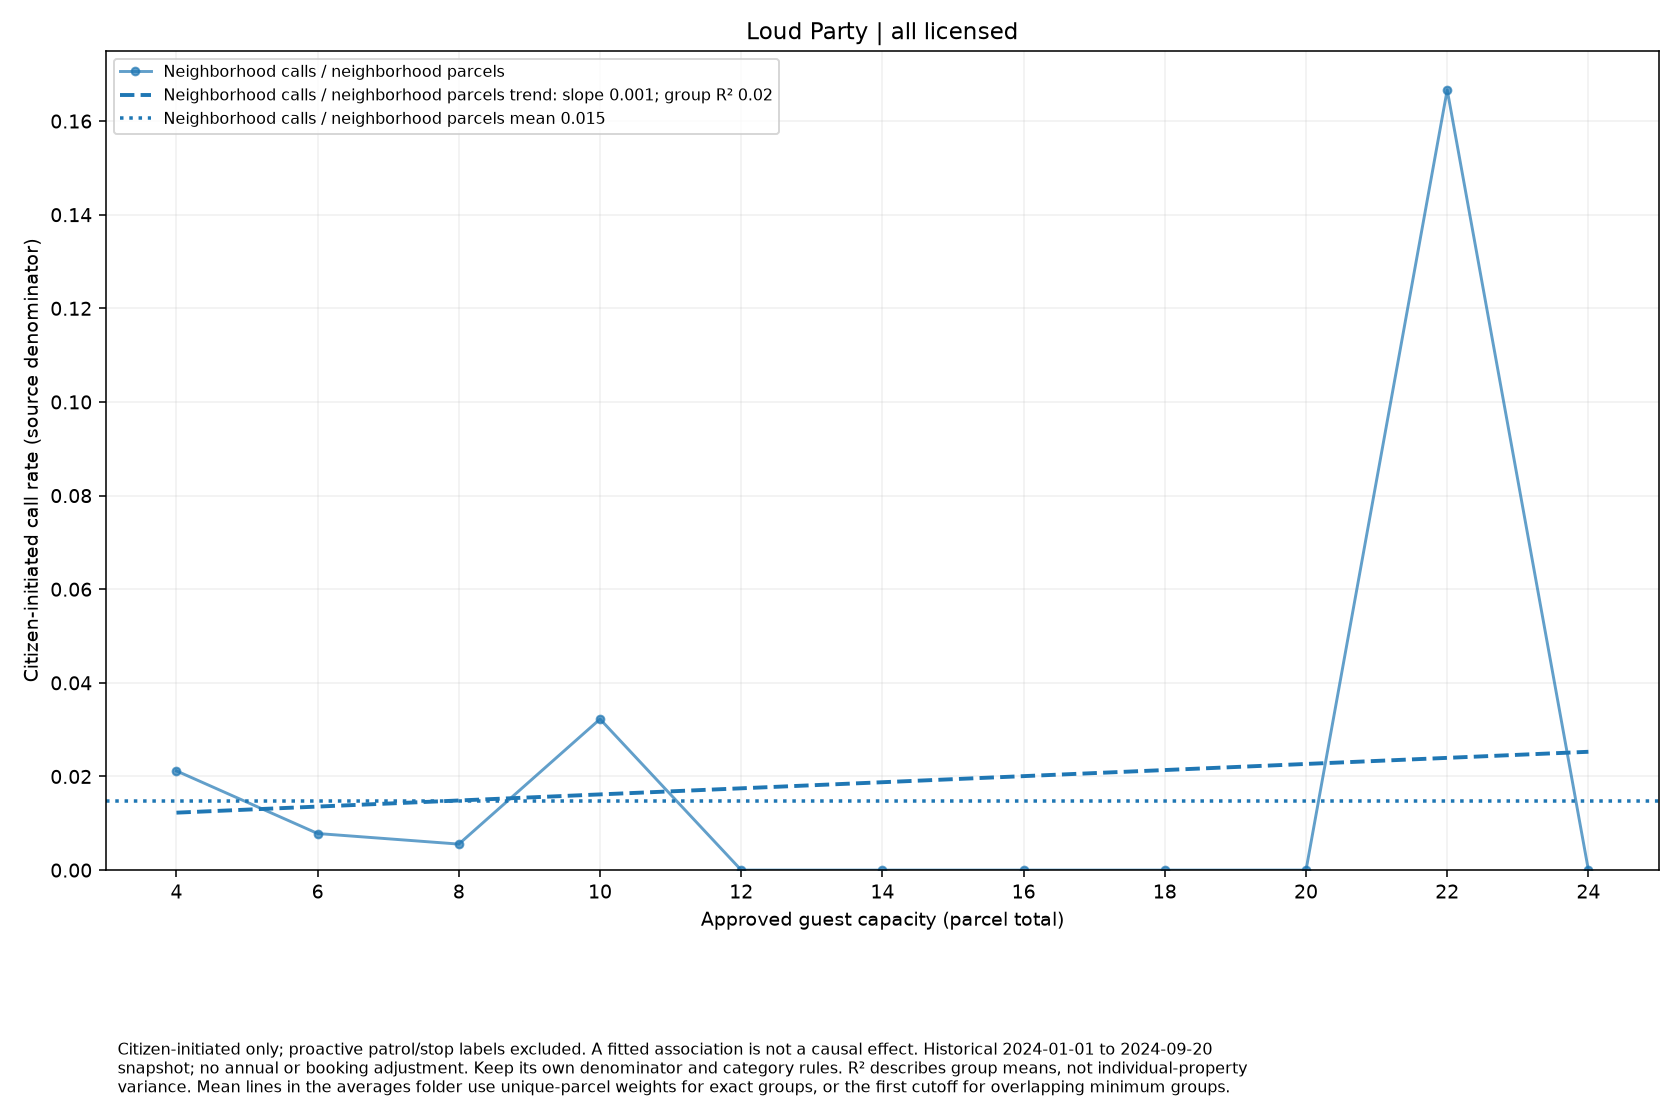 Loud Party | all licensed
Neighborhood calls / neighborhood parcels
Neighborhood calls / neighborhood parcels trend: slope 0.001; group R² 0.02
Neighborhood calls / neighborhood parcels mean 0.015
Citizen-initiated call rate (source denominator)
0.16
0.14
0.12
0.10
0.08
0.06
0.04
0.02
0.00
4 6 8 10 12 14 16 18 20 22 24
Approved guest capacity (parcel total)
Citizen-initiated only; proactive patrol/stop labels excluded. A fitted association is not a causal effect. Historical 2024-01-01 to 2024-09-20
snapshot; no annual or booking adjustment. Keep its own denominator and category rules. R² describes group means, not individual-property
variance. Mean lines in the averages folder use unique-parcel weights for exact groups, or the first cutoff for overlapping minimum groups.